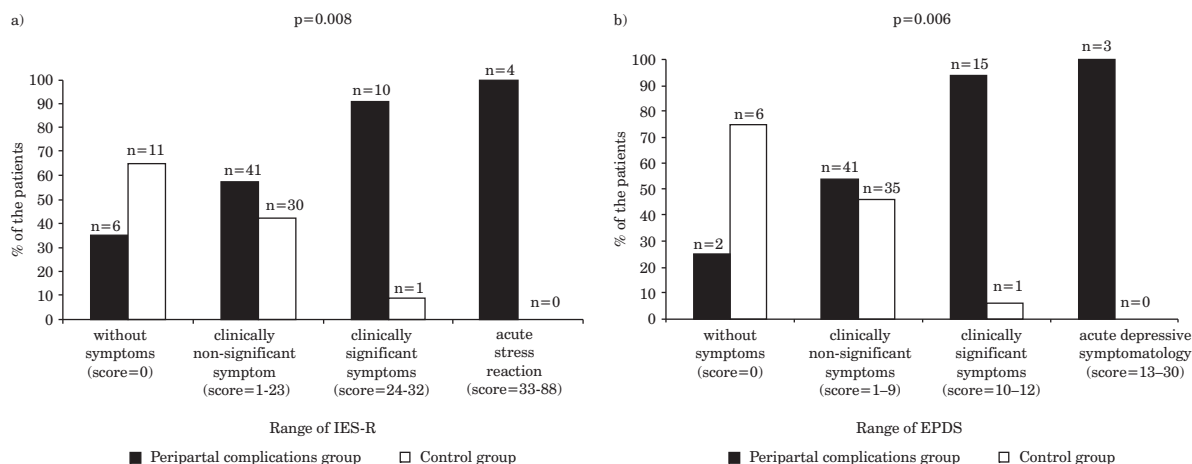 a)
p=0.008
% of the patients
100
90
80
70
60
50
40
30
20
10
0
n=6
n=11
n=41
n=30
n=10
n=1
n=4
n=0
without
symptoms
(score=0)
clinically
non-significant
symptom
(score=1-23)
clinically
significant
symptoms
(score=24-32)
acute
stress
reaction
(score=33-88)
Range of IES-R
Peripartal complications group
Control group
b)
p=0.006
% of the patients
100
90
80
70
60
50
40
30
20
10
0
n=2
n=6
n=41
n=35
n=15
n=1
n=3
n=0
without
symptoms
(score=0)
clinically
non-significant
symptoms
(score=1–9)
clinically
significant
symptoms
(score=10–12)
acute depressive
symptomatology
(score=13–30)
Range of EPDS
Peripartal complications group
Control group